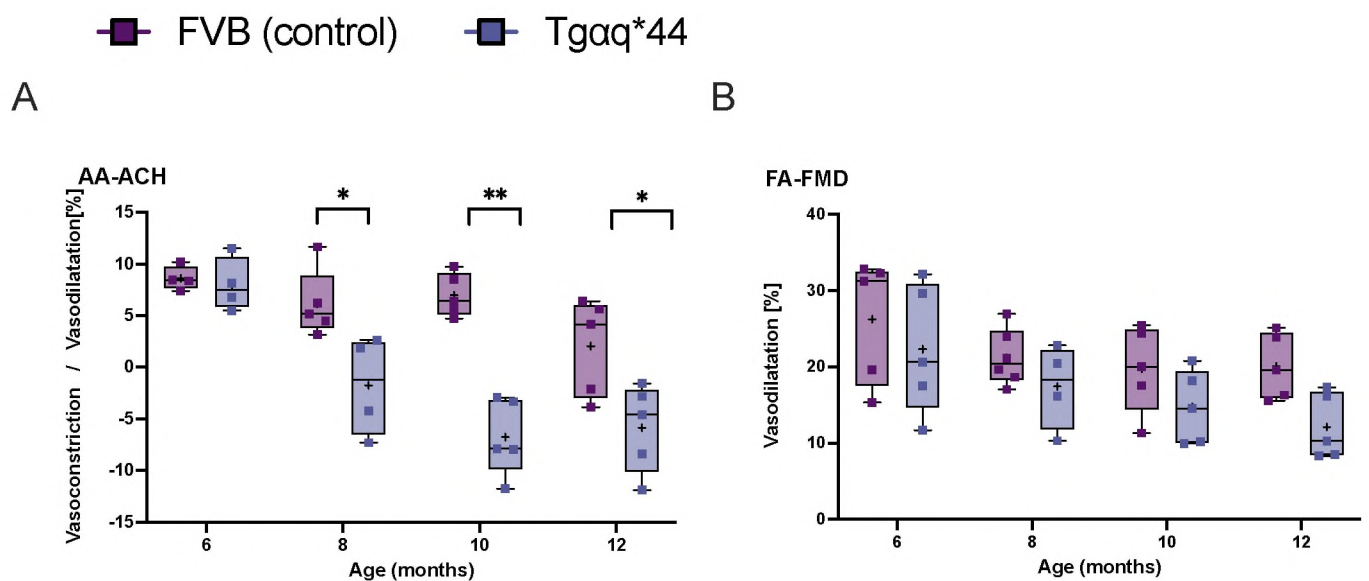 FVB (control) Tgαq*44
A
B
AA-ACH
FA-FMD
* ** *
Vasoconstriction / Vasodilatation[%]
15
10
5
0
-5
-10
-15
6 8 10 12
Age (months)
Vasodilatation [%]
40
30
20
10
0
6 8 10 12
Age (months)